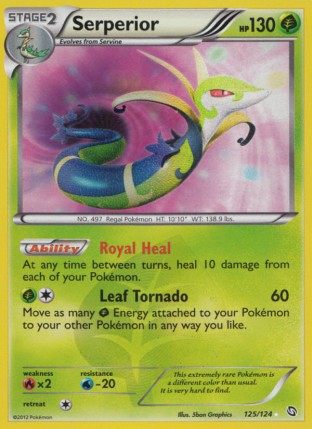 STAGE2
Serperior
HP130
Evolves from Servine
NO. 497 Regal Pokémon HT: 10'10" WT: 138.9 lbs.
Ability Royal Heal
At any time between turns, heal 10 damage from
each of your Pokémon.
Leaf Tornado 60
Move as many Energy attached to your Pokémon
to your other Pokémon in any way you like.
weakness resistance
×2 -20
retreat
This extremely rare Pokémon
is a different color than usual.
It is very hard to find.
©2012 Pokémon
Illus. 5ban Graphics
125/124